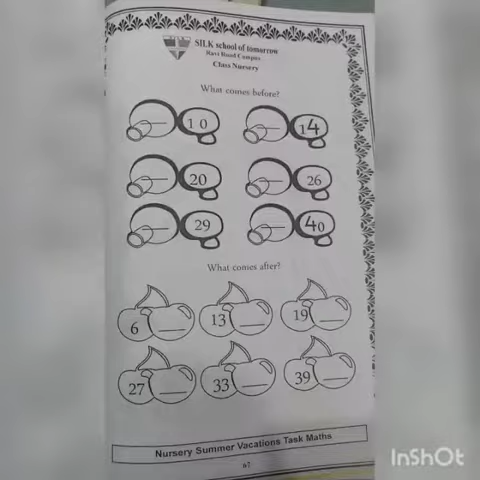 SILK school of tomorrow
Ravi Road Campus
Class Nursery
What comes before?
10 14
20 26
29 40
What comes after?
6 13 19
27 33 39
Nursery Summer Vacations Task Maths
67
InShOt